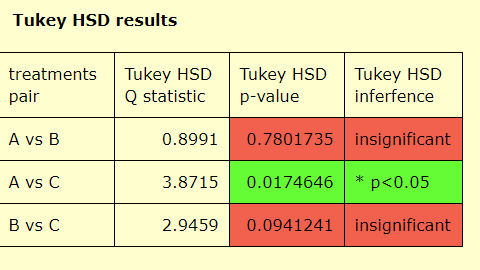 Tukey HSD results
treatments pair Tukey HSD Q statistic Tukey HSD p-value Tukey HSD inferfence
A vs B 0.8991 0.7801735 insignificant
A vs C 3.8715 0.0174646 * p<0.05
B vs C 2.9459 0.0941241 insignificant